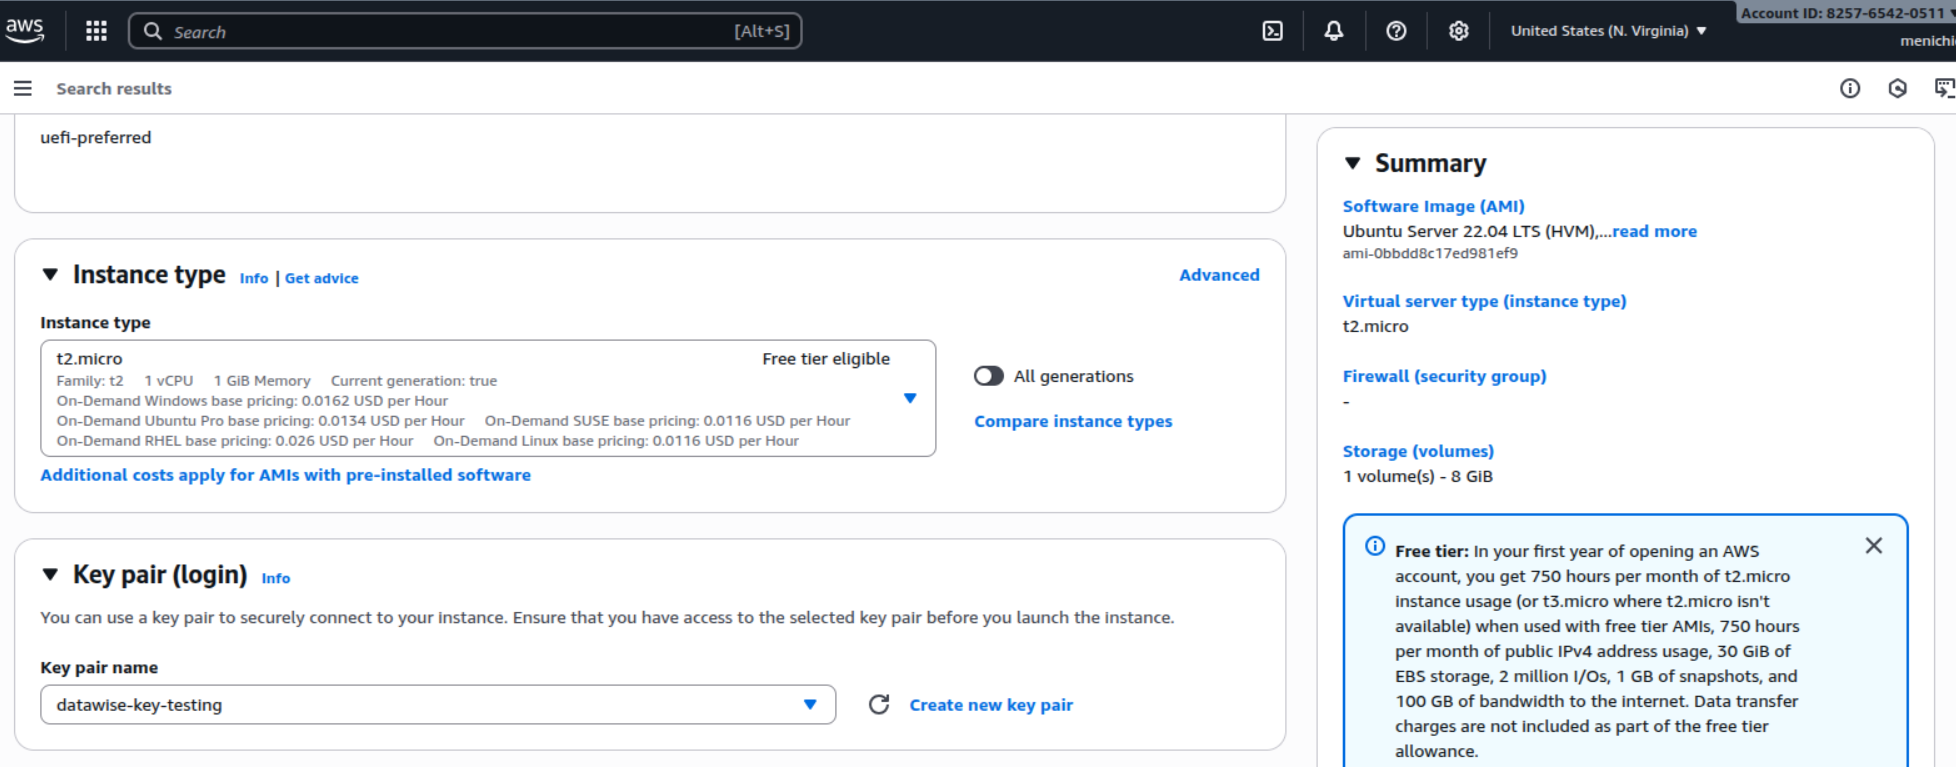 aws
Search [Alt+S]
United States (N. Virginia)
Account ID: 8257-6542-0511
menichi
Search results
uefi-preferred
Instance type Info | Get advice
Advanced
Instance type
t2.micro Free tier eligible
Family: t2 1 vCPU 1 GiB Memory Current generation: true
On-Demand Windows base pricing: 0.0162 USD per Hour
On-Demand Ubuntu Pro base pricing: 0.0134 USD per Hour On-Demand SUSE base pricing: 0.0116 USD per Hour
On-Demand RHEL base pricing: 0.026 USD per Hour On-Demand Linux base pricing: 0.0116 USD per Hour
All generations
Compare instance types
Additional costs apply for AMIs with pre-installed software
Key pair (login) Info
You can use a key pair to securely connect to your instance. Ensure that you have access to the selected key pair before you launch the instance.
Key pair name
datawise-key-testing
Create new key pair
Summary
Software Image (AMI)
Ubuntu Server 22.04 LTS (HVM),...read more
ami-0bbdd8c17ed981ef9
Virtual server type (instance type)
t2.micro
Firewall (security group)
-
Storage (volumes)
1 volume(s) - 8 GiB
Free tier: In your first year of opening an AWS
account, you get 750 hours per month of t2.micro
instance usage (or t3.micro where t2.micro isn't
available) when used with free tier AMIs, 750 hours
per month of public IPv4 address usage, 30 GiB of
EBS storage, 2 million I/Os, 1 GB of snapshots, and
100 GB of bandwidth to the internet. Data transfer
charges are not included as part of the free tier
allowance.